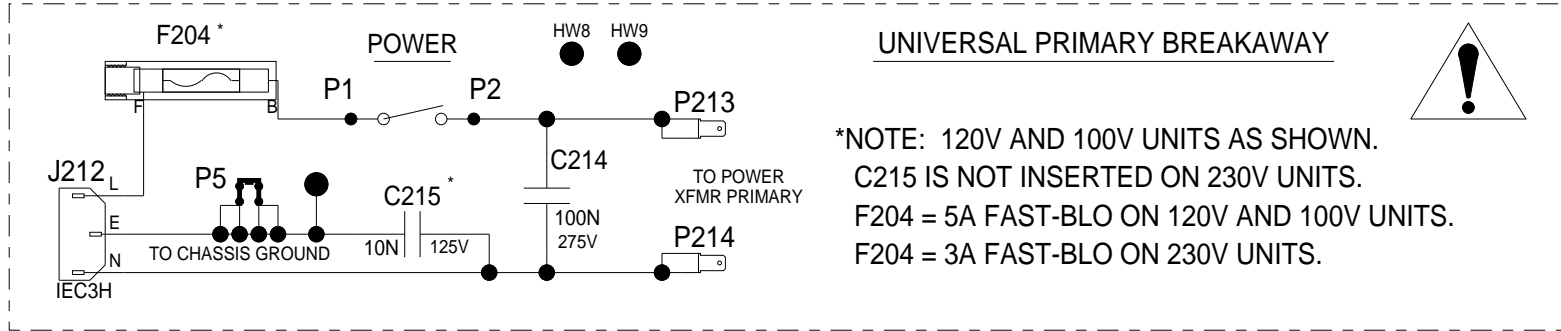 F204 *
POWER
HW8 HW9
UNIVERSAL PRIMARY BREAKAWAY
F B
P1 P2
P213
*NOTE: 120V AND 100V UNITS AS SHOWN.
C215 IS NOT INSERTED ON 230V UNITS.
F204 = 5A FAST-BLO ON 120V AND 100V UNITS.
F204 = 3A FAST-BLO ON 230V UNITS.
J212
L
P5
C215 *
C214
TO POWER
XFMR PRIMARY
E
100N
275V
TO CHASSIS GROUND
10N 125V
P214
N
IEC3H